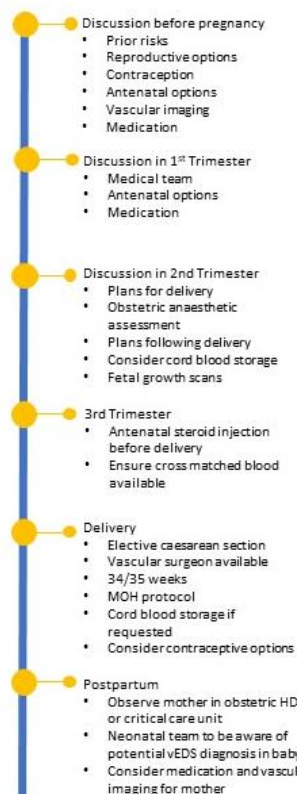 Discussion before pregnancy
• Prior risks
• Reproductive options
• Contraception
• Antenatal options
• Vascular imaging
• Medication
Discussion in 1st Trimester
• Medical team
• Antenatal options
• Medication
Discussion in 2nd Trimester
• Plans for delivery
• Obstetric anaesthetic
assessment
• Plans following delivery
• Consider cord blood storage
• Fetal growth scans
3rd Trimester
• Antenatal steroid injection
before delivery
• Ensure cross matched blood
available
Delivery
• Elective caesarean section
• Vascular surgeon available
• 34/35 weeks
• MOH protocol
• Cord blood storage if
requested
• Consider contraceptive options
Postpartum
• Observe mother in obstetric HD
or critical care unit
• Neonatal team to be aware of
potential vEDS diagnosis in baby
• Consider medication and vascul
imaging for mother